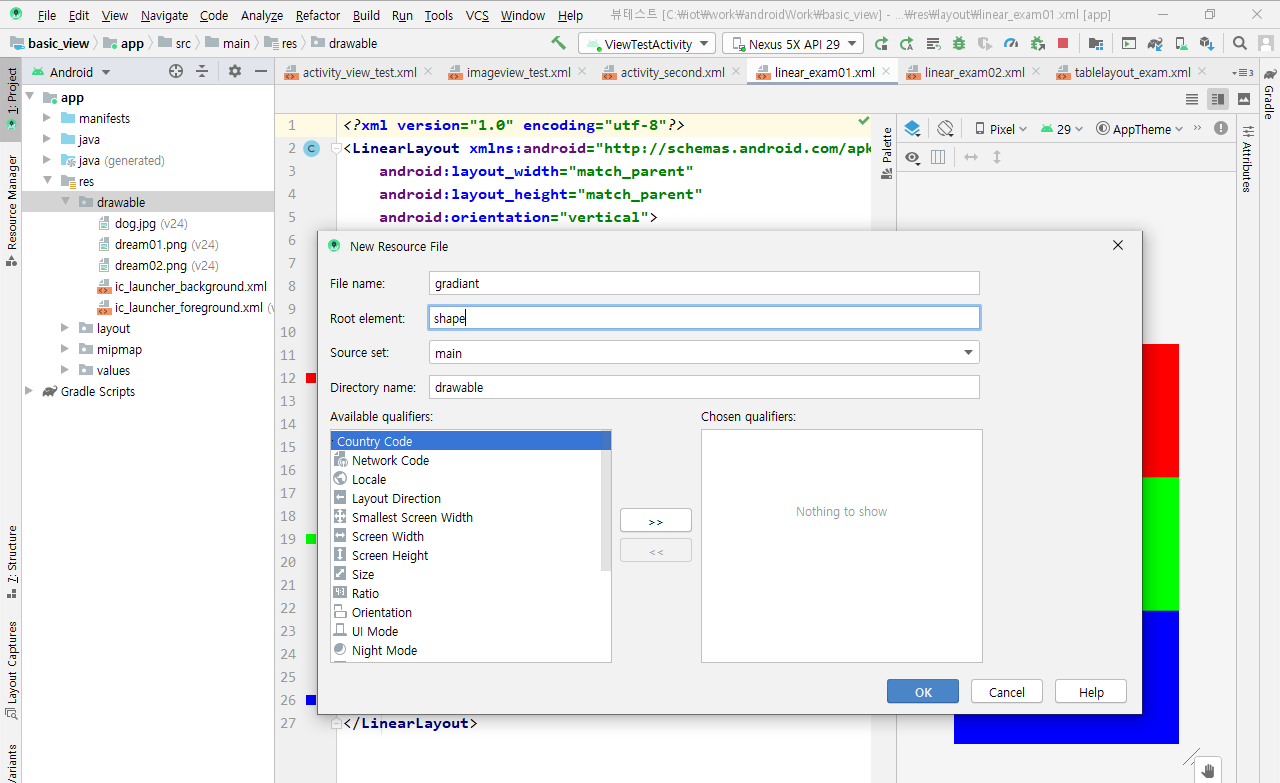 File Edit View Navigate Code Analyze Refactor Build Run Tools VCS Window Help 뷰테스트 [C:₩iot₩work₩androidWork₩basic_view] - ...₩res₩layout₩linear_exam01.xml [app]
basic_view app src main res drawable ViewTestActivity Nexus 5X API 29
Android activity_view_test.xml imageview_test.xml activity_second.xml linear_exam01.xml linear_exam02.xml tablelayout_exam.xml 3
1: Project
Resource Manager
7: Structure
Layout Captures
Variants
app
manifests
java
java (generated)
res
drawable
dog.jpg (v24)
dream01.png (v24)
dream02.png (v24)
ic_launcher_background.xml
ic_launcher_foreground.xml (v
layout
mipmap
values
Gradle Scripts
1 <?xml version="1.0" encoding="utf-8"?>
2 C <LinearLayout xmlns:android="http://schemas.android.com/apk
3 android:layout_width="match_parent"
4 android:layout_height="match_parent"
5 android:orientation="vertical">
6
7
8
9
10
11
12
13
14
15
16
17
18
19
20
21
22
23
24
25
26
27 </LinearLayout>
Palette
Pixel 29 AppTheme »
Attributes
Gradle
New Resource File
File name: gradiant
Root element: shape
Source set: main
Directory name: drawable
Available qualifiers: Chosen qualifiers:
Country Code
Network Code
Locale
Layout Direction
Smallest Screen Width
Screen Width
Screen Height
Size
Ratio
Orientation
UI Mode
Night Mode
>>
<<
Nothing to show
OK Cancel Help